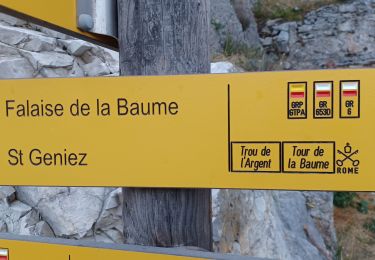 Falaise de la Baume
St Geniez
GRP GR GR
6TPA 653D 6
Trou de
l'Argent
Tour de
la Baume
ROME